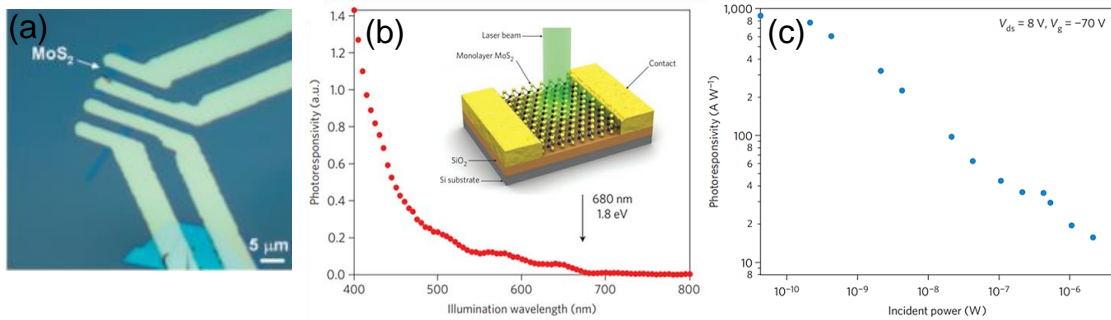 (a)
MoS₂
5 μm
(b)
Photoresponsivity (a.u.)
1.4
1.2
1.0
0.8
0.6
0.4
0.2
0.0
400
500
600
700
800
Illumination wavelength (nm)
Laser beam
Monolayer MoS₂
Contact
SiO₂
Si substrate
680 nm
1.8 eV
(c)
V_ds = 8 V, V_g = −70 V
Photoresponsivity (A W⁻¹)
1,000
8
6
4
2
100
8
6
4
2
10
8
10⁻¹⁰
10⁻⁹
10⁻⁸
10⁻⁷
10⁻⁶
Incident power (W)